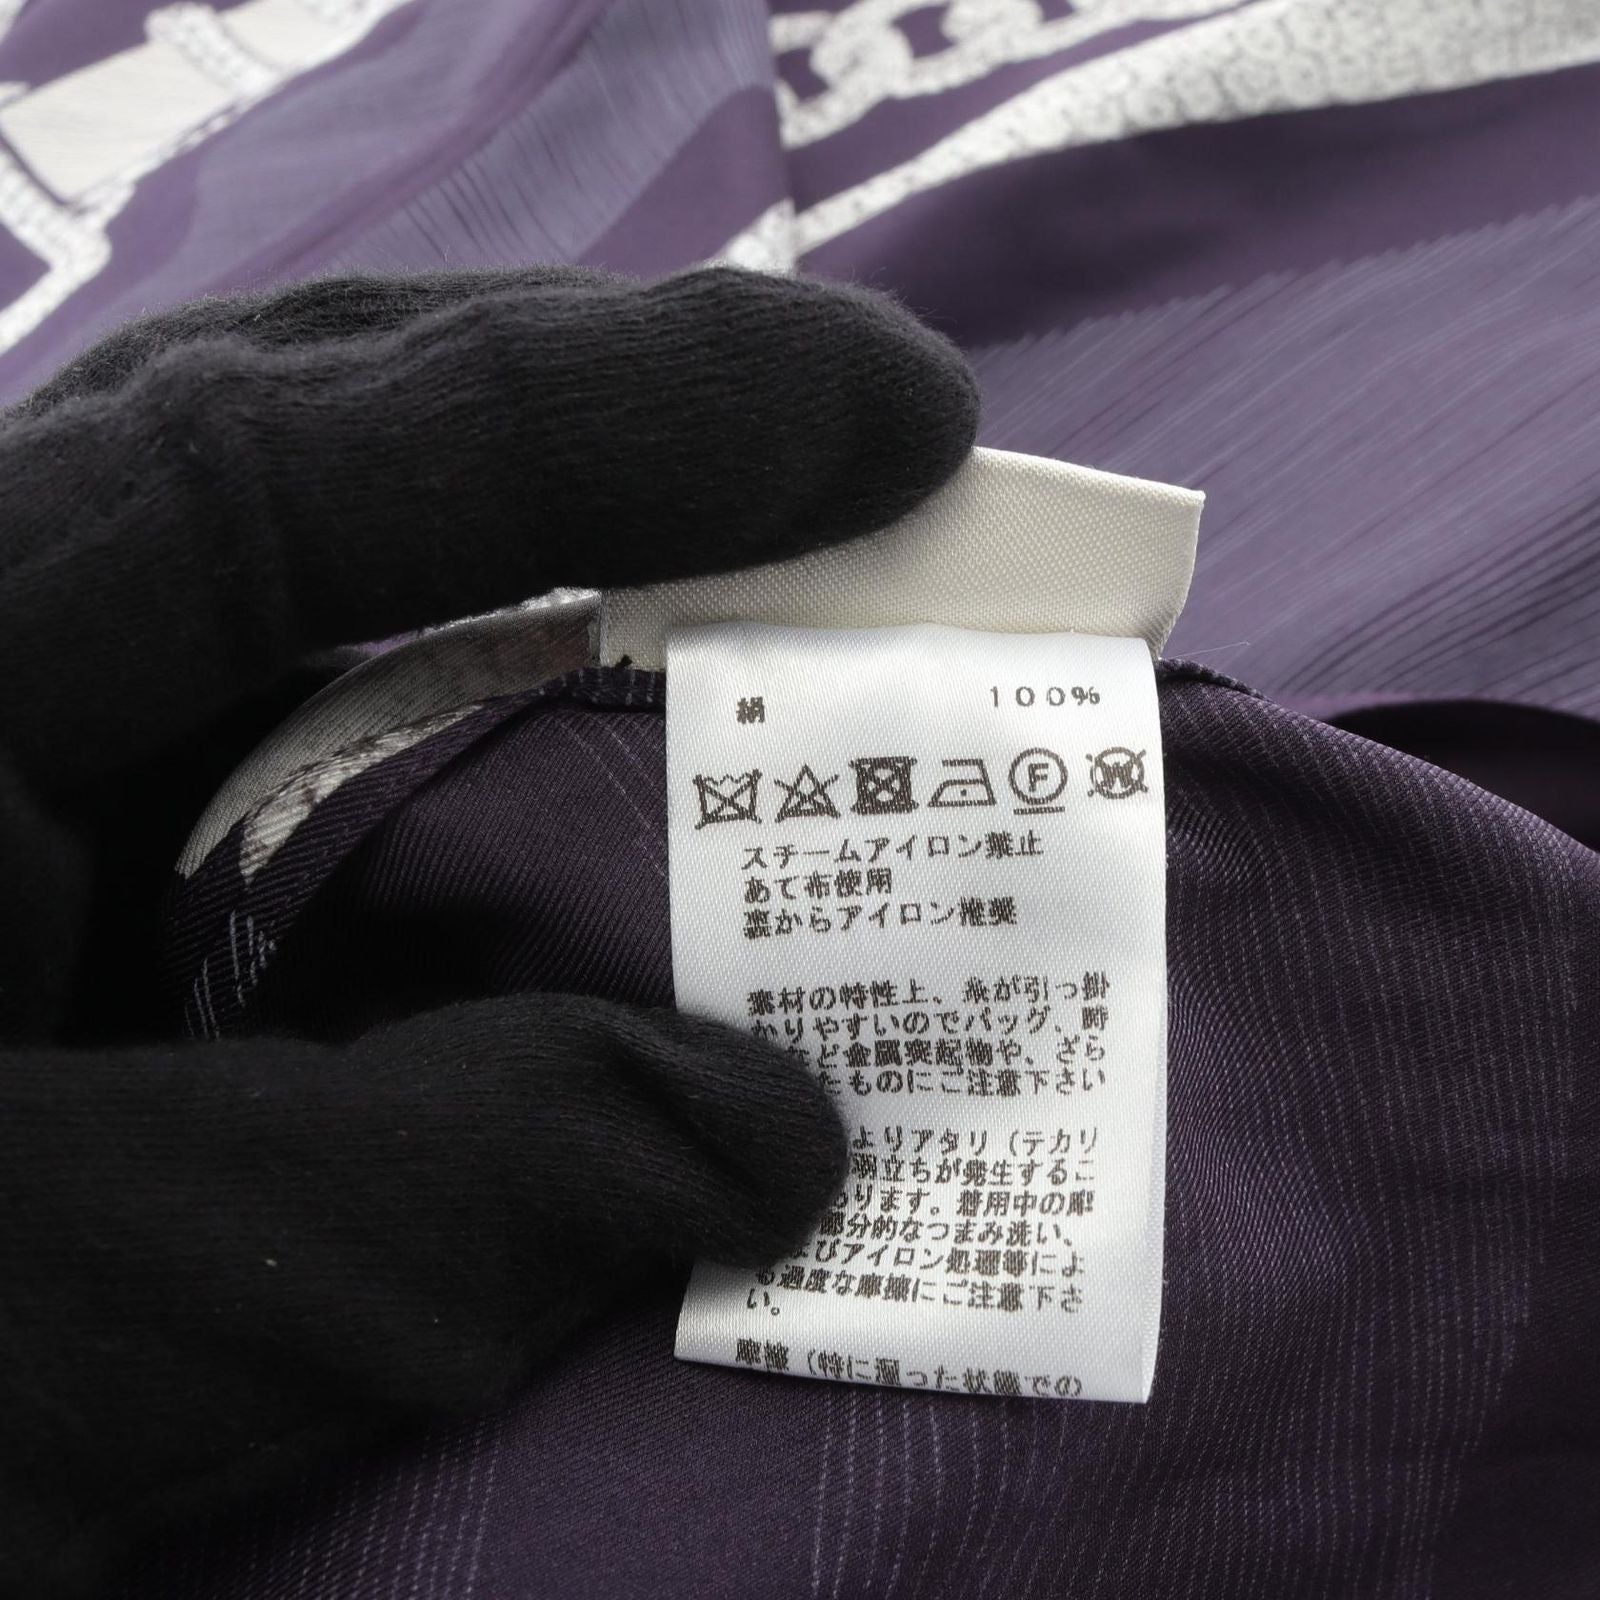 絹 100%
F W
スチームアイロン禁止
あて布使用
裏からアイロン推奨
素材の特性上、糸が引っ掛
かりやすいのでバッグ、時
など金属突起物や、ざら
たものにご注意下さい
よりアタリ（テカリ
羽立ちが発生するこ
ります。着用中の摩
部分的なつまみ洗い、
よびアイロン処理等によ
る過度な摩擦にご注意下さ
い。
摩擦（特に湿った状態での